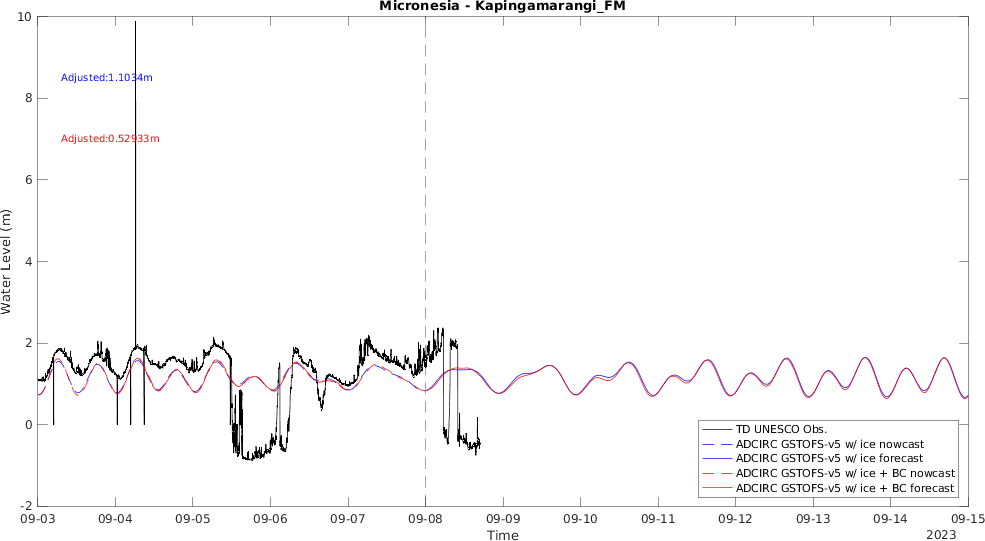 Micronesia - Kapingamarangi_FM
10
8
6
4
2
0
-2
Water Level (m)
Adjusted:1.1034m
Adjusted:0.52933m
TD UNESCO Obs.
ADCIRC GSTOFS-v5 w/ ice nowcast
ADCIRC GSTOFS-v5 w/ ice forecast
ADCIRC GSTOFS-v5 w/ ice + BC nowcast
ADCIRC GSTOFS-v5 w/ ice + BC forecast
09-03 09-04 09-05 09-06 09-07 09-08 09-09 09-10 09-11 09-12 09-13 09-14 09-15
Time
2023